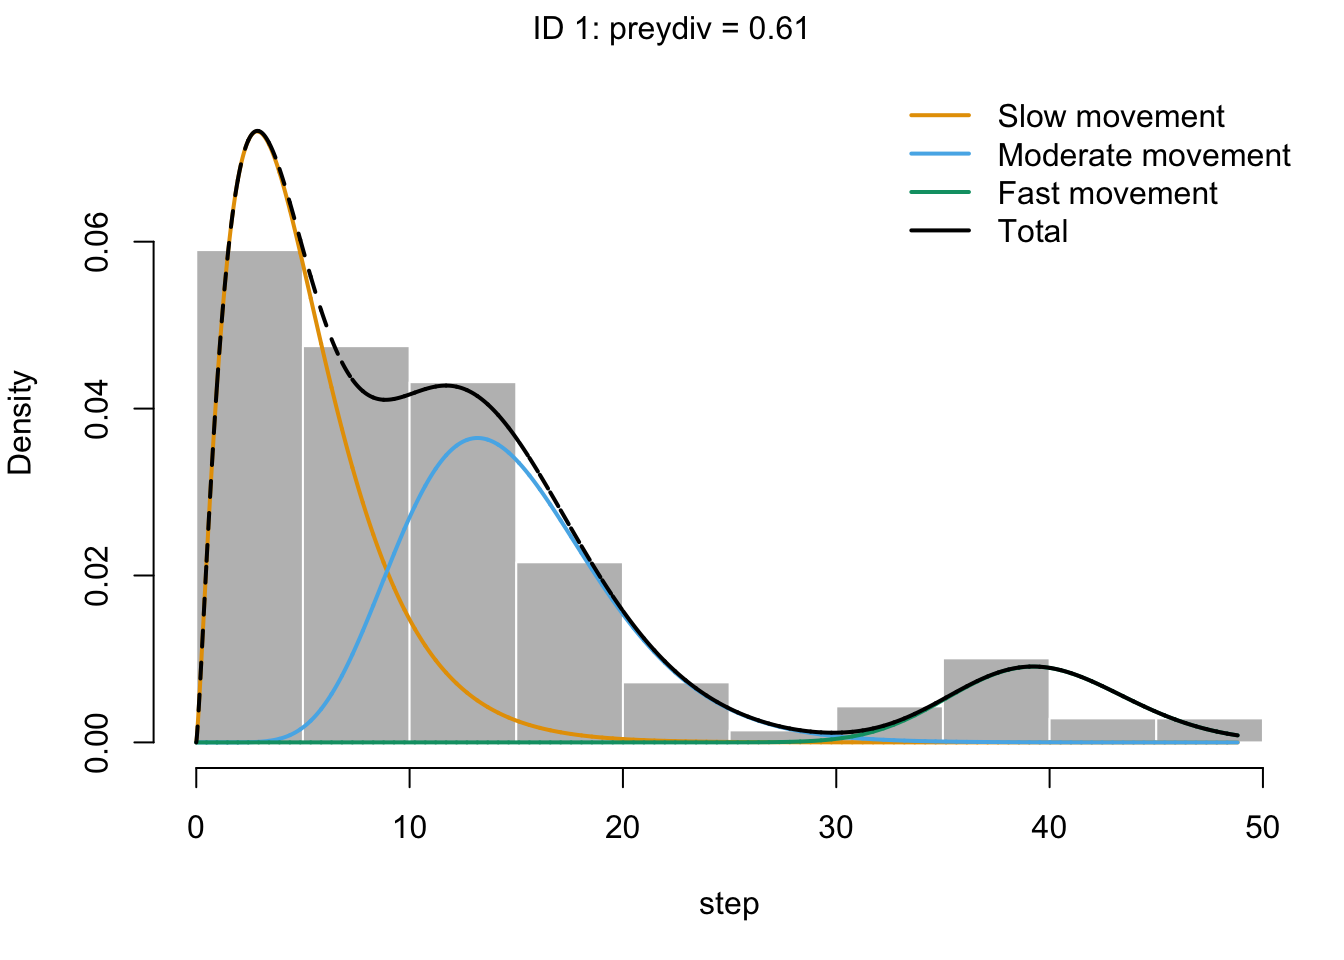 ID 1: preydiv = 0.61
Slow movement
Moderate movement
Fast movement
Total
Density
0.06
0.04
0.02
0.00
0 10 20 30 40 50
step